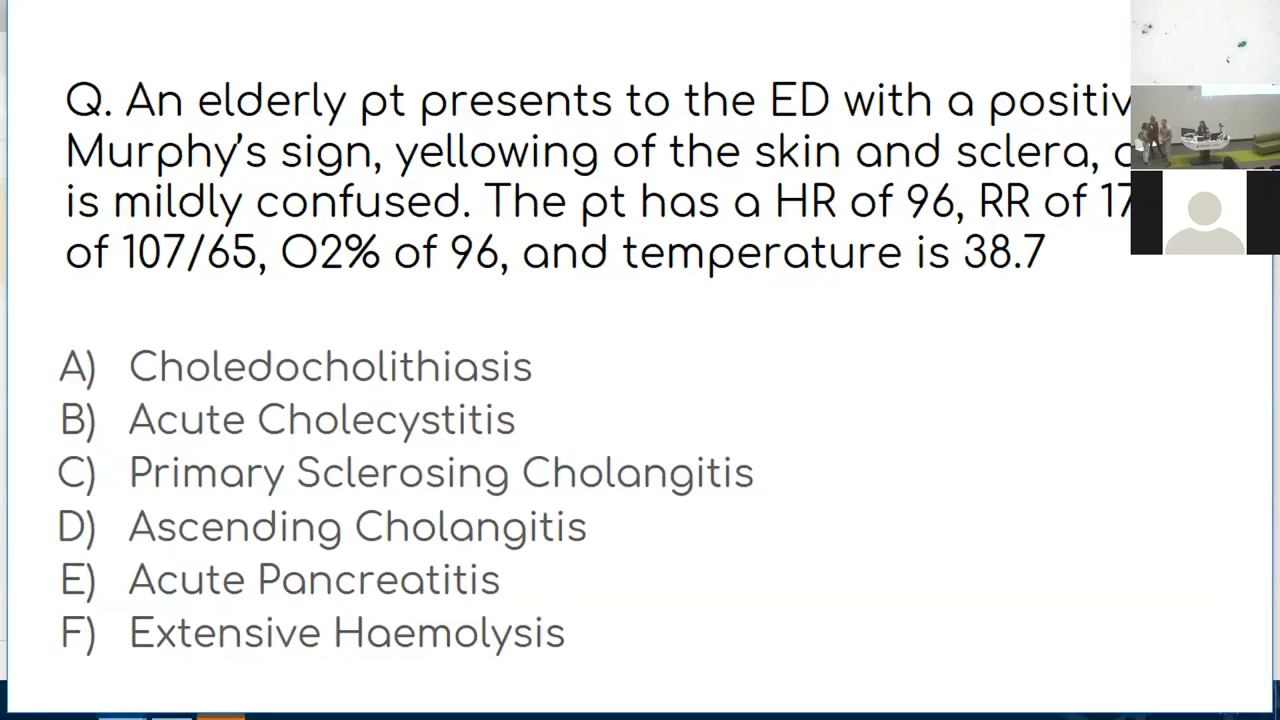 Q. An elderly pt presents to the ED with a positiv
Murphy's sign, yellowing of the skin and sclera,
is mildly confused. The pt has a HR of 96, RR of 17
of 107/65, O2% of 96, and temperature is 38.7
A) Choledocholithiasis
B) Acute Cholecystitis
C) Primary Sclerosing Cholangitis
D) Ascending Cholangitis
E) Acute Pancreatitis
F) Extensive Haemolysis